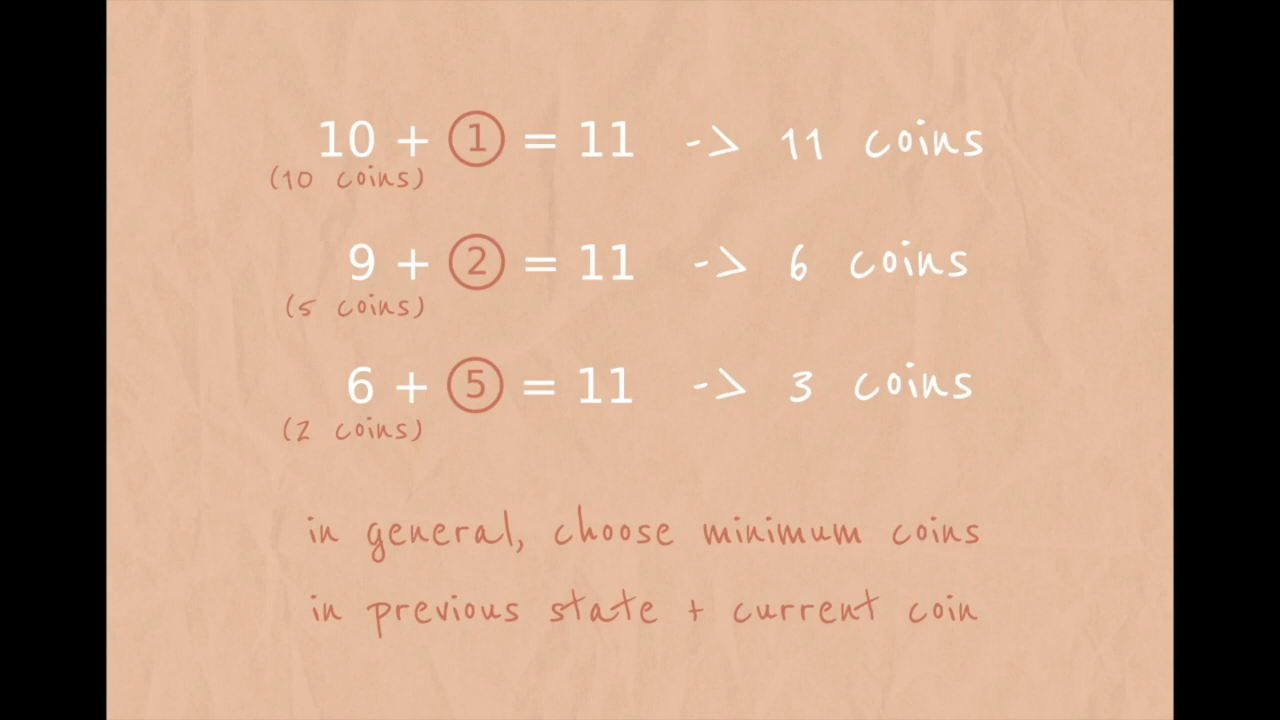 10 + 1 = 11 -> 11 coins
(10 coins)
9 + 2 = 11 -> 6 coins
(5 coins)
6 + 5 = 11 -> 3 coins
(2 coins)
in general, choose minimum coins
in previous state + current coin